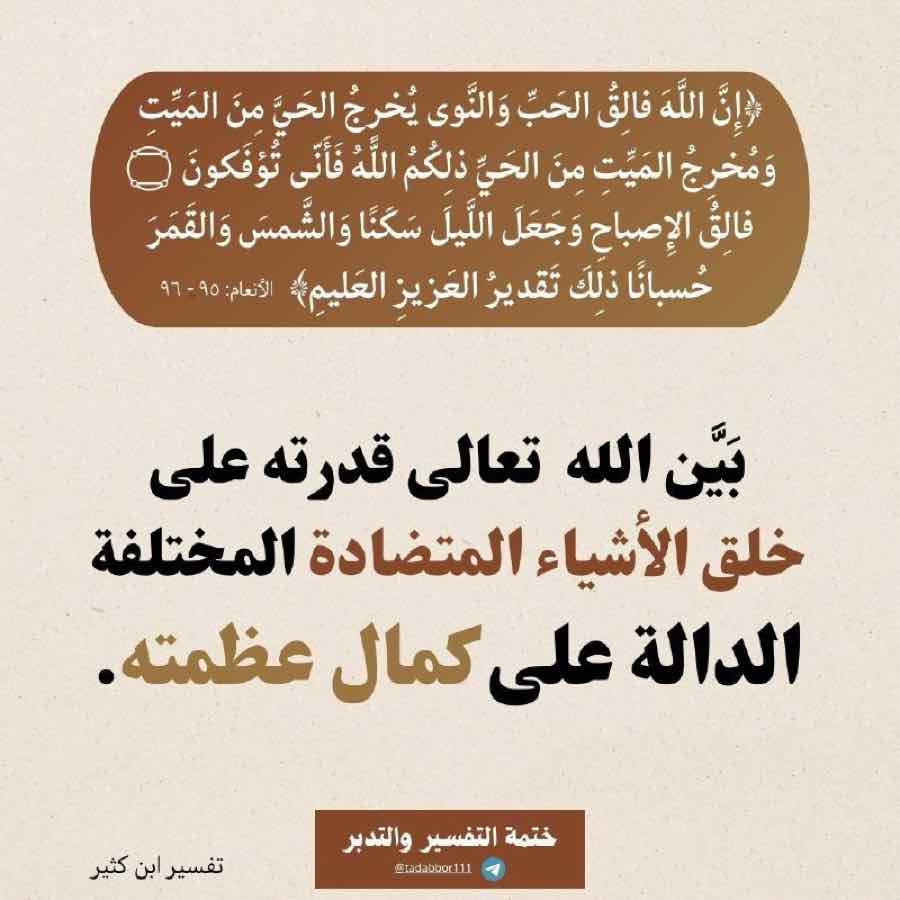 ﴿إِنَّ اللَّهَ فالِقُ الحَبِّ وَالنَّوى يُخرِجُ الحَيَّ مِنَ المَيِّتِ
وَمُخرِجُ المَيِّتِ مِنَ الحَيِّ ذلِكُمُ اللَّهُ فَأَنّى تُؤفَكونَ ۝
فالِقُ الإِصباحِ وَجَعَلَ اللَّيلَ سَكَنًا وَالشَّمسَ وَالقَمَرَ
حُسبانًا ذلِكَ تَقديرُ العَزيزِ العَليمِ﴾ الأنعام: ٩٥ - ٩٦
بَيَّن الله تعالى قدرته على
خلق الأشياء المتضادة المختلفة
الدالة على كمال عظمته.
ختمة التفسير والتدبر
@tadabbor111
تفسير ابن كثير